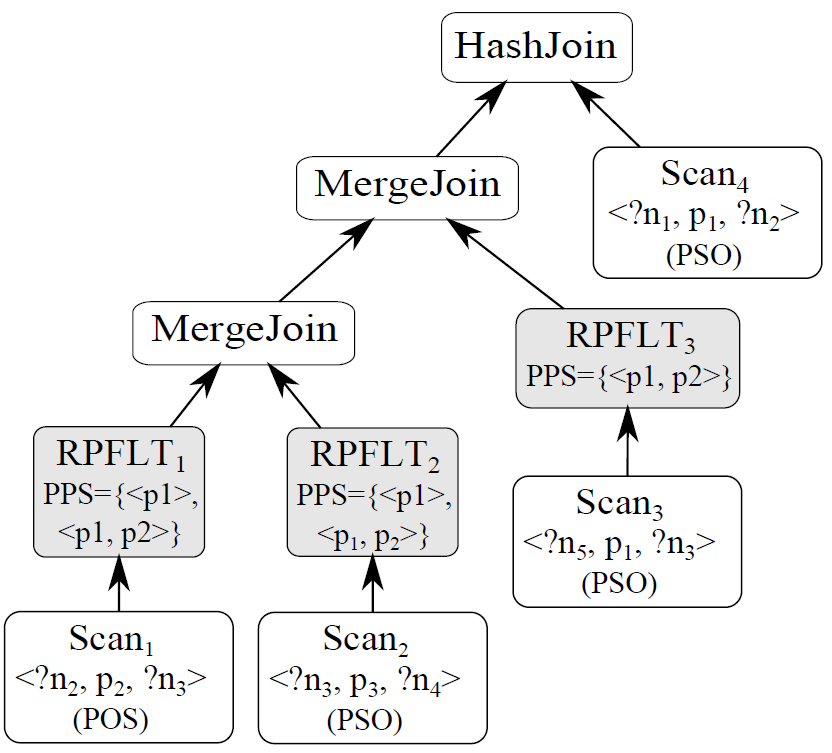 HashJoin
MergeJoin
Scan₄
<?n₁, p₁, ?n₂>
(PSO)
MergeJoin
RPFLT₃
PPS={<p1, p2>}
RPFLT₁
PPS={<p1>,
<p1, p2>}
RPFLT₂
PPS={<p1>,
<p₁, p₂>}
Scan₃
<?n₅, p₁, ?n₃>
(PSO)
Scan₁
<?n₂, p₂, ?n₃>
(POS)
Scan₂
<?n₃, p₃, ?n₄>
(PSO)